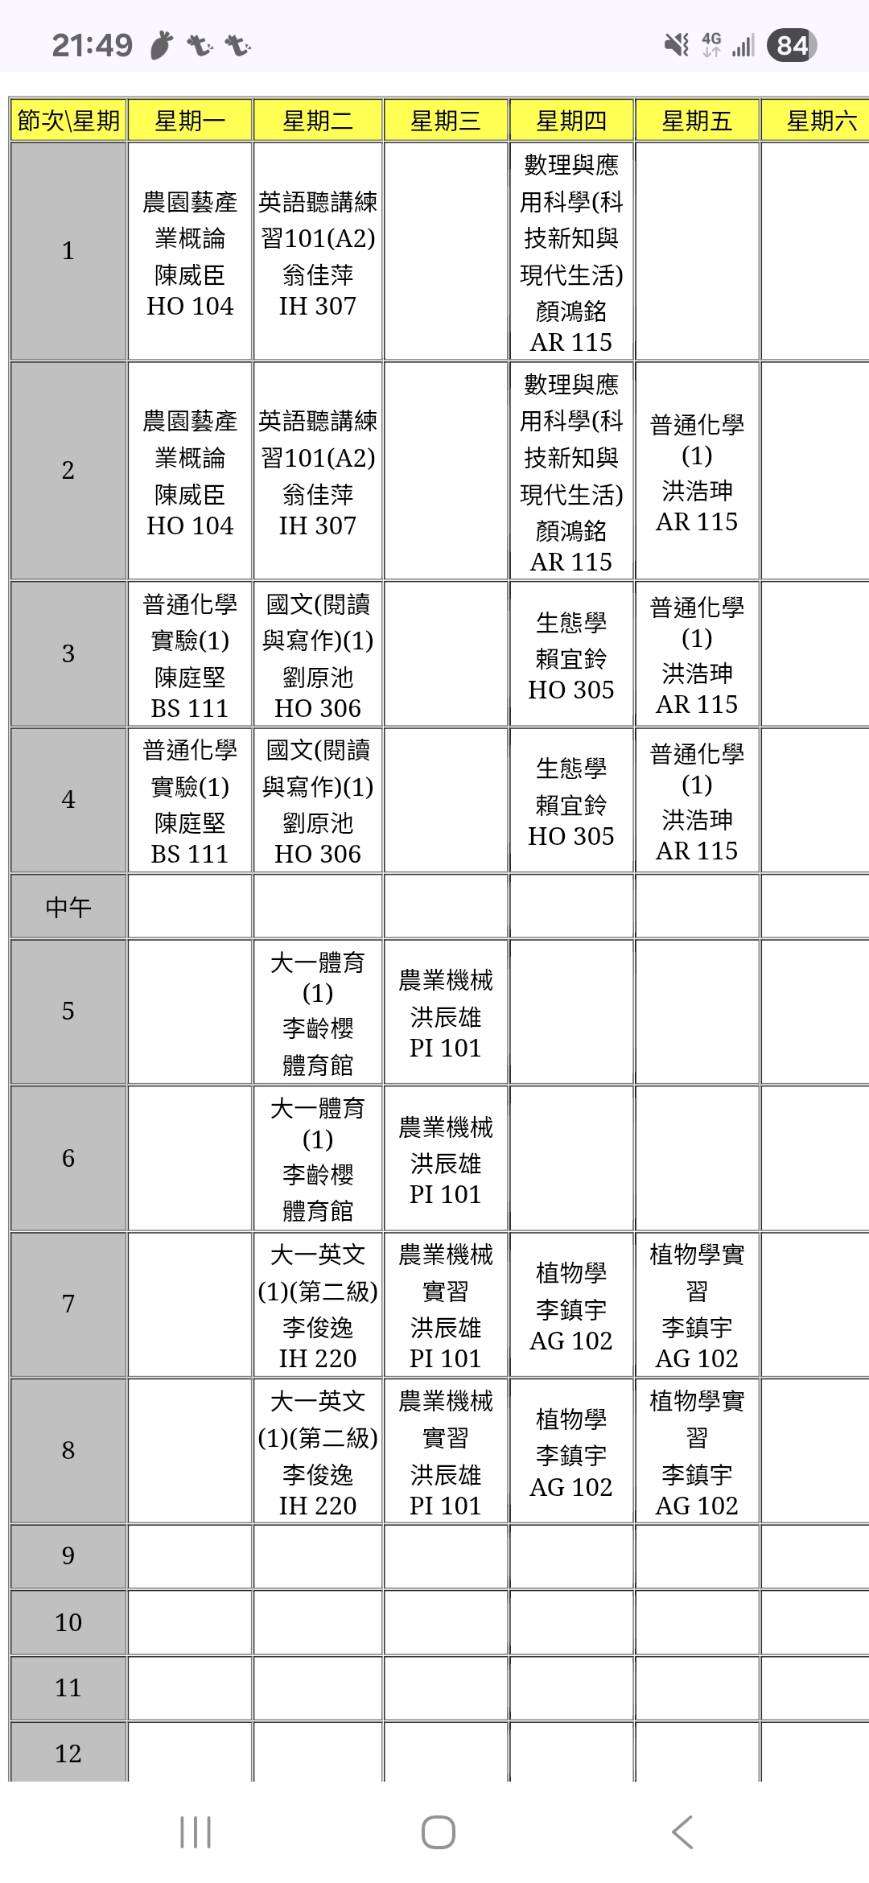 21:49 4G 84
節次\星期 星期一 星期二 星期三 星期四 星期五 星期六
1
農園藝產
業概論
陳威臣
HO 104
英語聽講練
習101(A2)
翁佳萍
IH 307
數理與應
用科學(科
技新知與
現代生活)
顏鴻銘
AR 115
2
農園藝產
業概論
陳威臣
HO 104
英語聽講練
習101(A2)
翁佳萍
IH 307
數理與應
用科學(科
技新知與
現代生活)
顏鴻銘
AR 115
普通化學
(1)
洪浩珅
AR 115
3
普通化學
實驗(1)
陳庭堅
BS 111
國文(閱讀
與寫作)(1)
劉原池
HO 306
生態學
賴宜鈴
HO 305
普通化學
(1)
洪浩珅
AR 115
4
普通化學
實驗(1)
陳庭堅
BS 111
國文(閱讀
與寫作)(1)
劉原池
HO 306
生態學
賴宜鈴
HO 305
普通化學
(1)
洪浩珅
AR 115
中午
5
大一體育
(1)
李齡櫻
體育館
農業機械
洪辰雄
PI 101
6
大一體育
(1)
李齡櫻
體育館
農業機械
洪辰雄
PI 101
7
大一英文
(1)(第二級)
李俊逸
IH 220
農業機械
實習
洪辰雄
PI 101
植物學
李鎮宇
AG 102
植物學實
習
李鎮宇
AG 102
8
大一英文
(1)(第二級)
李俊逸
IH 220
農業機械
實習
洪辰雄
PI 101
植物學
李鎮宇
AG 102
植物學實
習
李鎮宇
AG 102
9
10
11
12